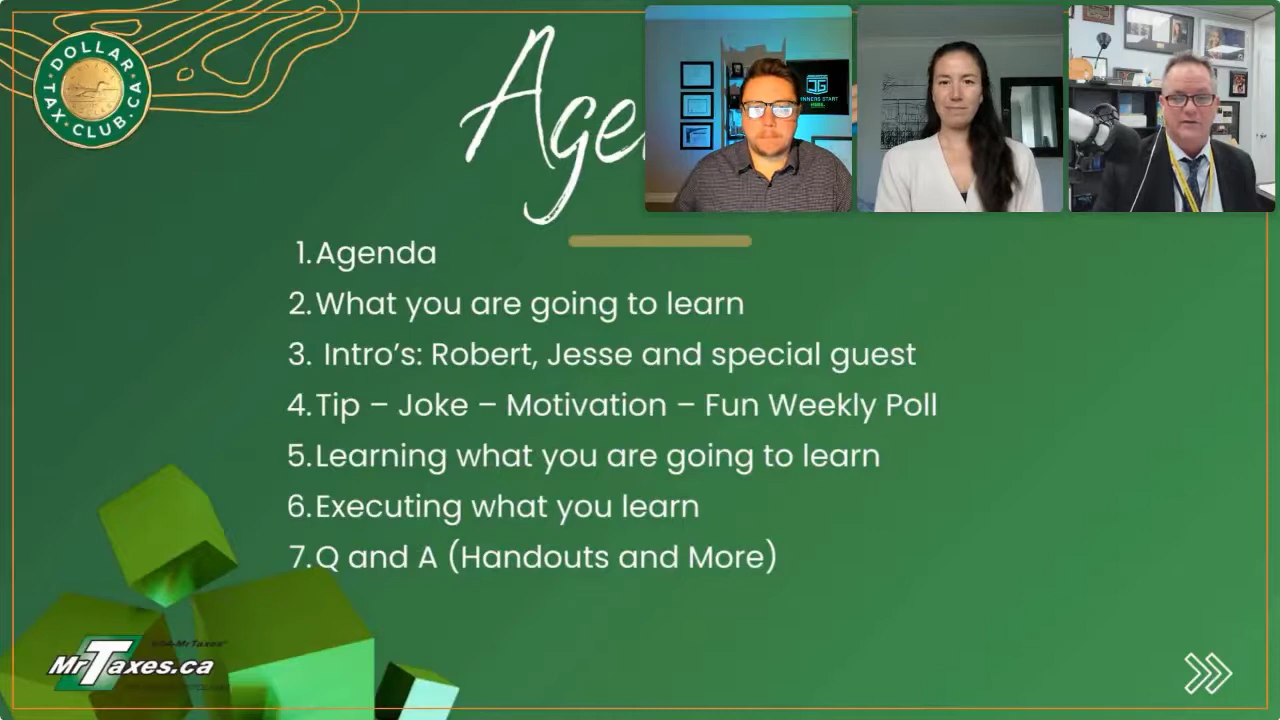 DOLLAR
TAX CLUB.CA
Age
INNERS START
1. Agenda
2. What you are going to learn
3. Intro’s: Robert, Jesse and special guest
4. Tip – Joke – Motivation – Fun Weekly Poll
5. Learning what you are going to learn
6. Executing what you learn
7. Q and A (Handouts and More)
MrTaxes.ca